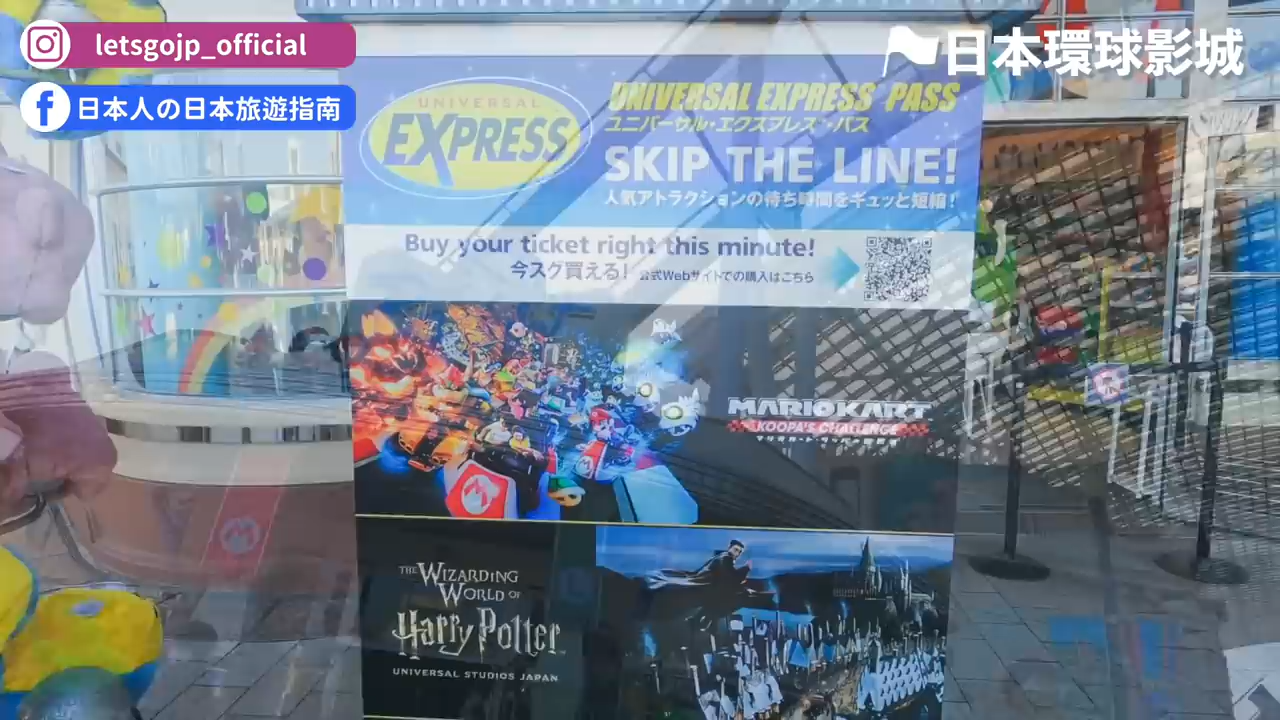 letsgojp_official
日本人の日本旅遊指南
日本環球影城
UNIVERSAL
EXPRESS
UNIVERSAL EXPRESS PASS
ユニバーサル・エクスプレス・パス
SKIP THE LINE!
人気アトラクションの待ち時間をギュッと短縮!
Buy your ticket right this minute!
今スグ買える! 公式Webサイトでの購入はこちら
MARIOKART
KOOPA'S CHALLENGE
THE WIZARDING
WORLD OF
Harry Potter
UNIVERSAL STUDIOS JAPAN